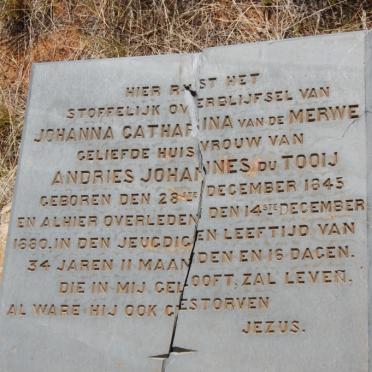 HIER RUST HET
STOFFELIJK OVERBLIJFSEL VAN
JOHANNA CATHARINA VAN DE MERWE
GELIEFDE HUISVROUW VAN
ANDRIES JOHANNES DU TOOIJ
GEBOREN DEN 28STE DECEMBER 1845
EN ALHIER OVERLEDEN DEN 14STE DECEMBER
1880. IN DEN JEUGDIGEN LEEFTIJD VAN
34 JAREN 11 MAANDEN EN 16 DAGEN.
DIE IN MIJ GELOOFT, ZAL LEVEN,
AL WARE HIJ OOK GESTORVEN
JEZUS.